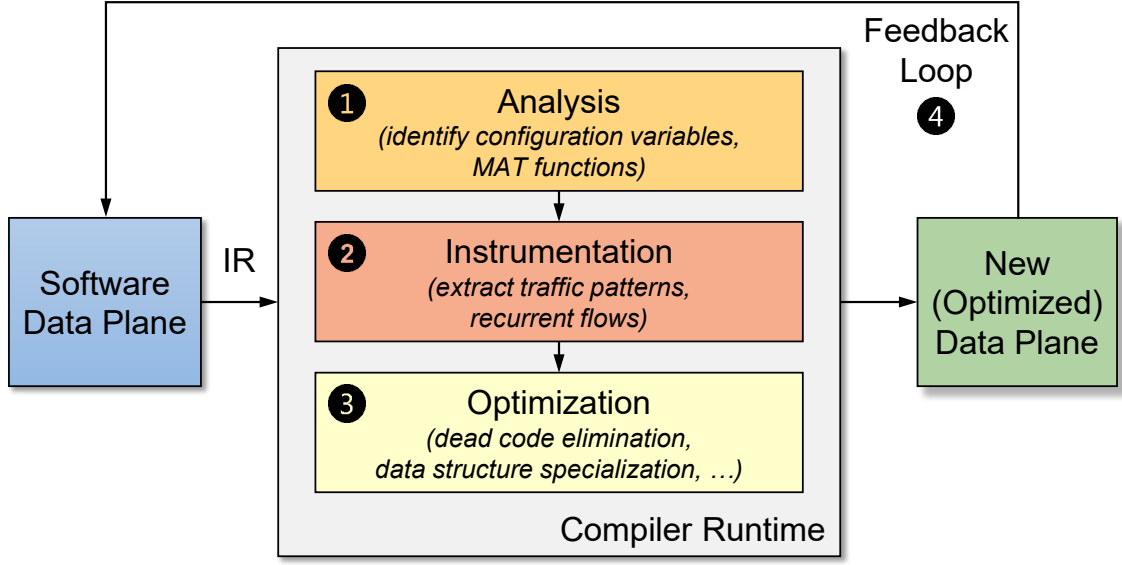 Feedback
Loop
4
1
Analysis
(identify configuration variables,
MAT functions)
Software
Data Plane
IR
2
Instrumentation
(extract traffic patterns,
recurrent flows)
New
(Optimized)
Data Plane
3
Optimization
(dead code elimination,
data structure specialization, …)
Compiler Runtime